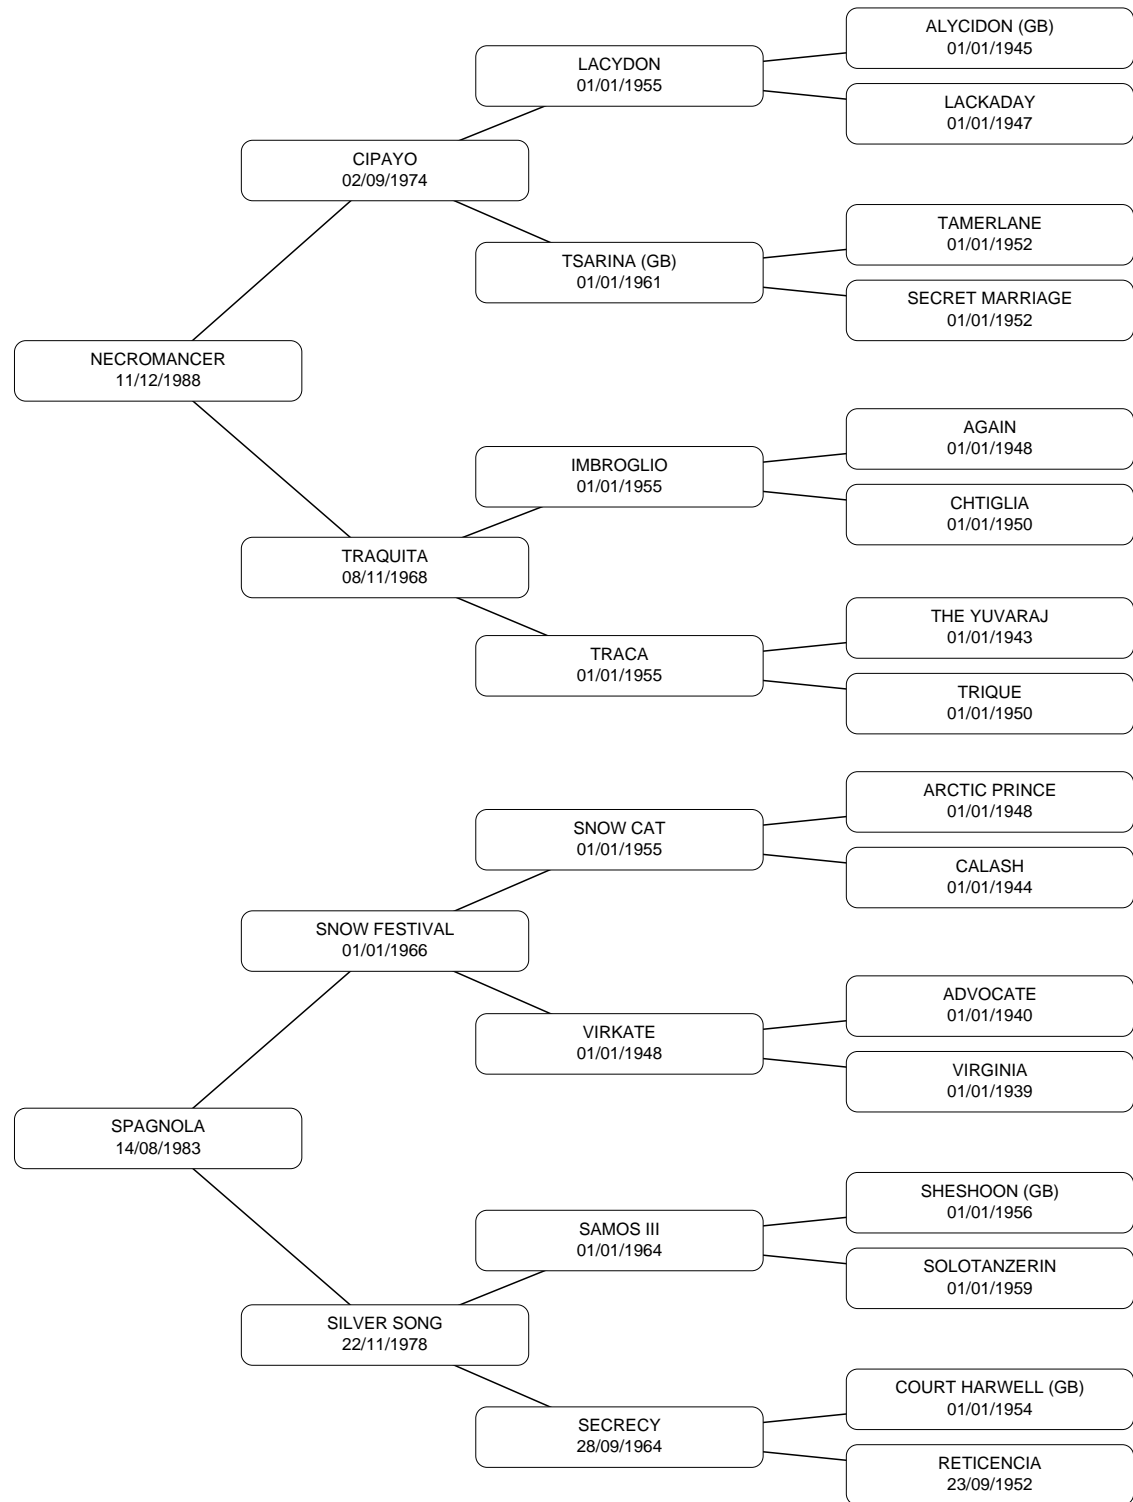 ALYCIDON (GB)
01/01/1945
LACYDON
01/01/1955
LACKADAY
01/01/1947
CIPAYO
02/09/1974
TAMERLANE
01/01/1952
TSARINA (GB)
01/01/1961
SECRET MARRIAGE
01/01/1952
NECROMANCER
11/12/1988
AGAIN
01/01/1948
IMBROGLIO
01/01/1955
CHTIGLIA
01/01/1950
TRAQUITA
08/11/1968
THE YUVARAJ
01/01/1943
TRACA
01/01/1955
TRIQUE
01/01/1950
ARCTIC PRINCE
01/01/1948
SNOW CAT
01/01/1955
CALASH
01/01/1944
SNOW FESTIVAL
01/01/1966
ADVOCATE
01/01/1940
VIRKATE
01/01/1948
VIRGINIA
01/01/1939
SPAGNOLA
14/08/1983
SHESHOON (GB)
01/01/1956
SAMOS III
01/01/1964
SOLOTANZERIN
01/01/1959
SILVER SONG
22/11/1978
COURT HARWELL (GB)
01/01/1954
SECRECY
28/09/1964
RETICENCIA
23/09/1952